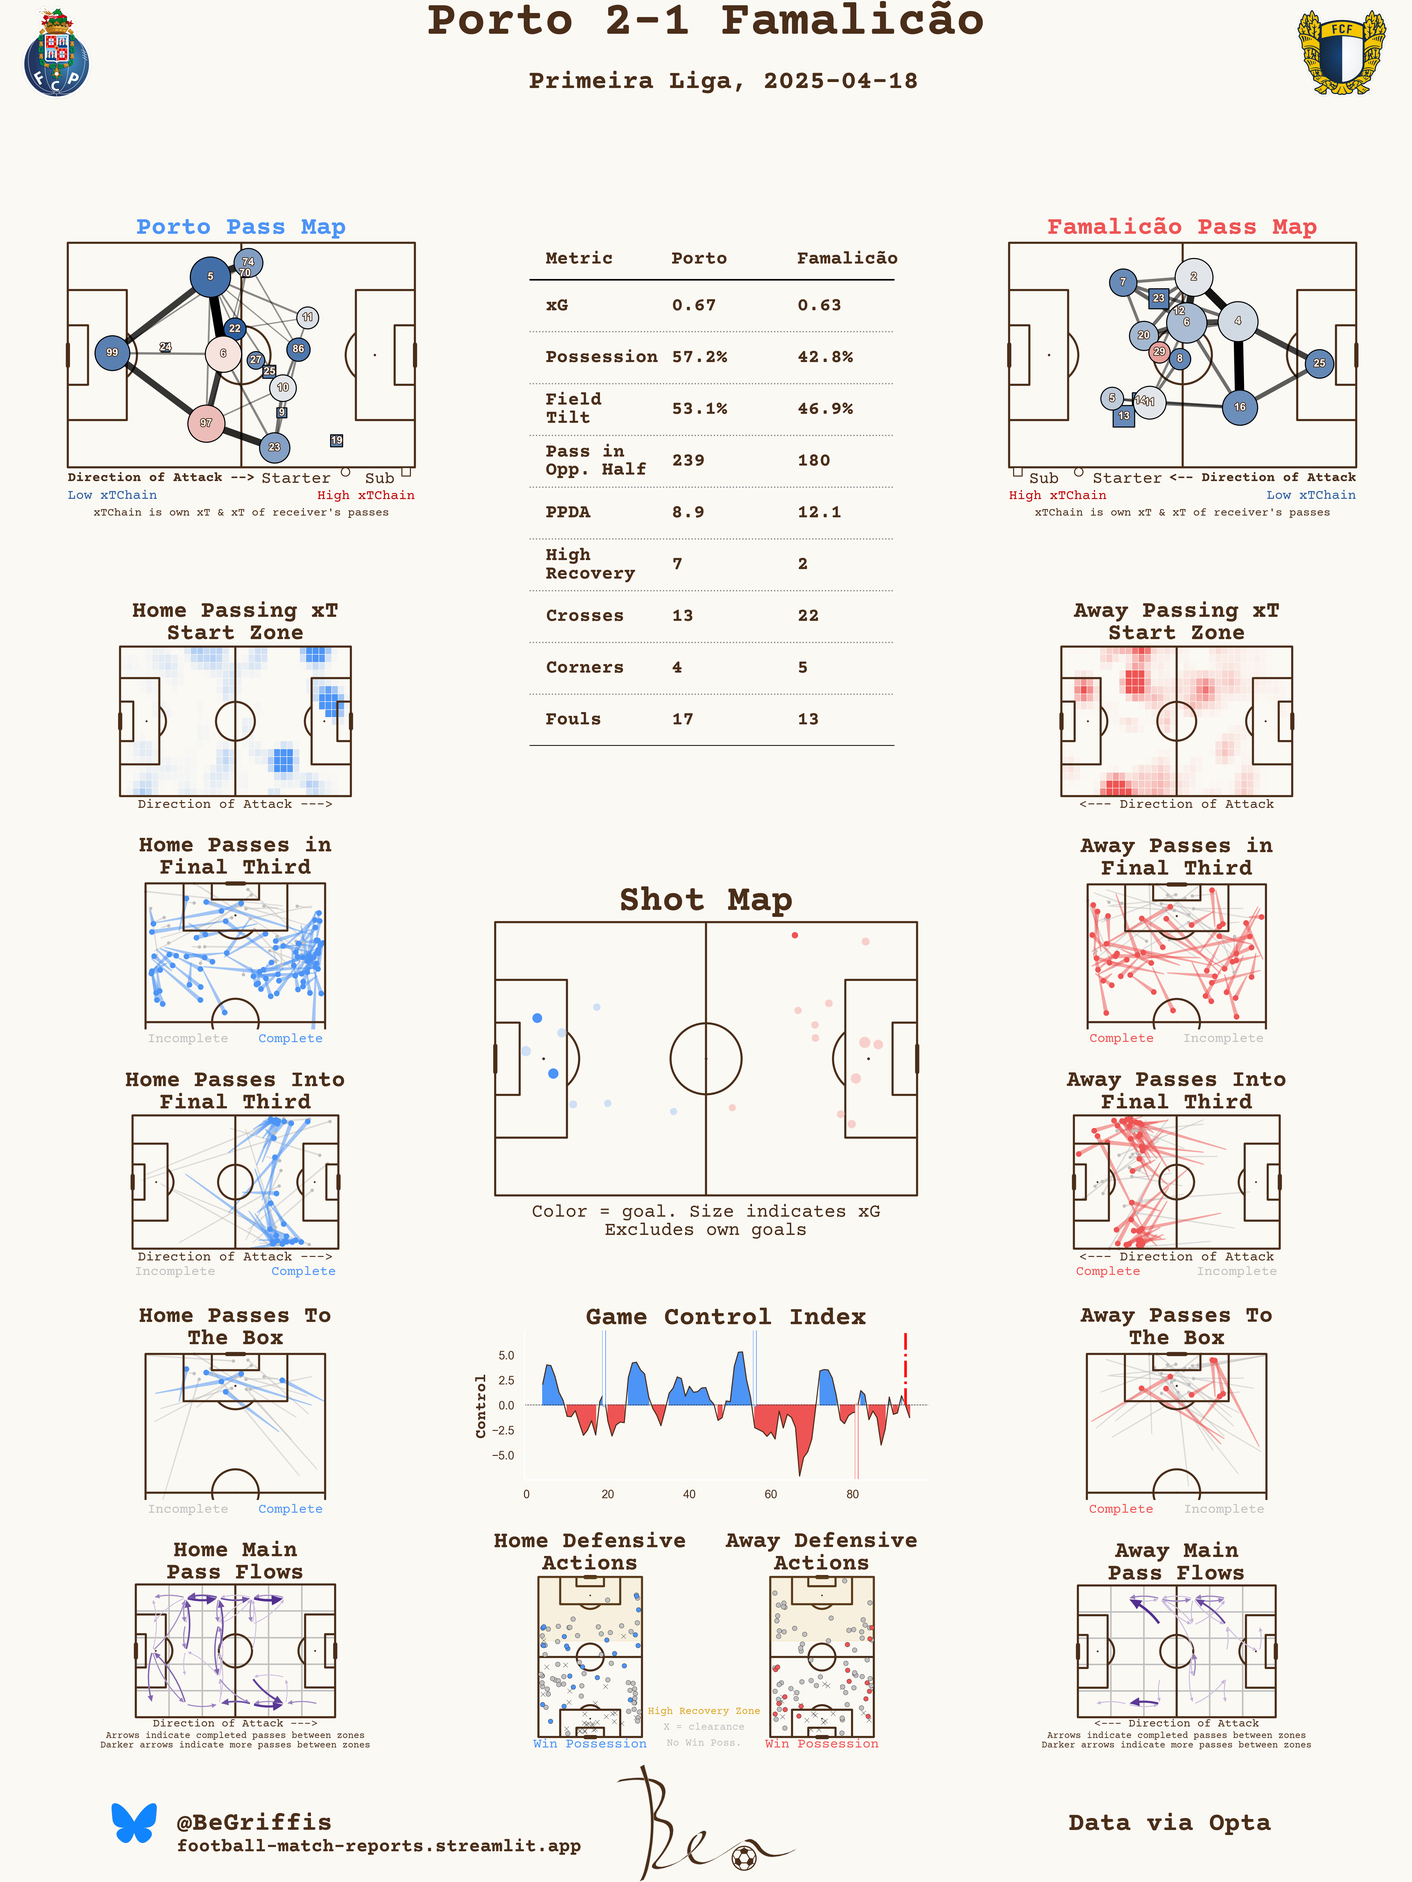 Porto 2-1 Famalicão
Primeira Liga, 2025-04-18
F C P
FCF
Porto Pass Map
5
74
70
11
22
99
24
6
27
86
25
10
9
97
23
19
Direction of Attack --> Starter Sub
Low xTChain High xTChain
xTChain is own xT & xT of receiver's passes
Metric Porto Famalicão
xG 0.67 0.63
Possession 57.2% 42.8%
Field
Tilt 53.1% 46.9%
Pass in
Opp. Half 239 180
PPDA 8.9 12.1
High
Recovery 7 2
Crosses 13 22
Corners 4 5
Fouls 17 13
Famalicão Pass Map
7
2
23
12
6
4
20
29
8
25
5
14
11
13
16
Sub Starter <-- Direction of Attack
High xTChain Low xTChain
xTChain is own xT & xT of receiver's passes
Home Passing xT
Start Zone
Direction of Attack --->
Away Passing xT
Start Zone
<--- Direction of Attack
Home Passes in
Final Third
Incomplete Complete
Away Passes in
Final Third
Complete Incomplete
Shot Map
Color = goal. Size indicates xG
Excludes own goals
Home Passes Into
Final Third
Direction of Attack --->
Incomplete Complete
Away Passes Into
Final Third
<--- Direction of Attack
Complete Incomplete
Home Passes To
The Box
Incomplete Complete
Game Control Index
Control
5.0
2.5
0.0
−2.5
−5.0
0 20 40 60 80
Away Passes To
The Box
Complete Incomplete
Home Main
Pass Flows
Direction of Attack --->
Arrows indicate completed passes between zones
Darker arrows indicate more passes between zones
Home Defensive
Actions
Win Possession
Away Defensive
Actions
Win Possession
High Recovery Zone
X = clearance
No Win Poss.
Away Main
Pass Flows
<--- Direction of Attack
Arrows indicate completed passes between zones
Darker arrows indicate more passes between zones
@BeGriffis
football-match-reports.streamlit.app
Ben
Data via Opta